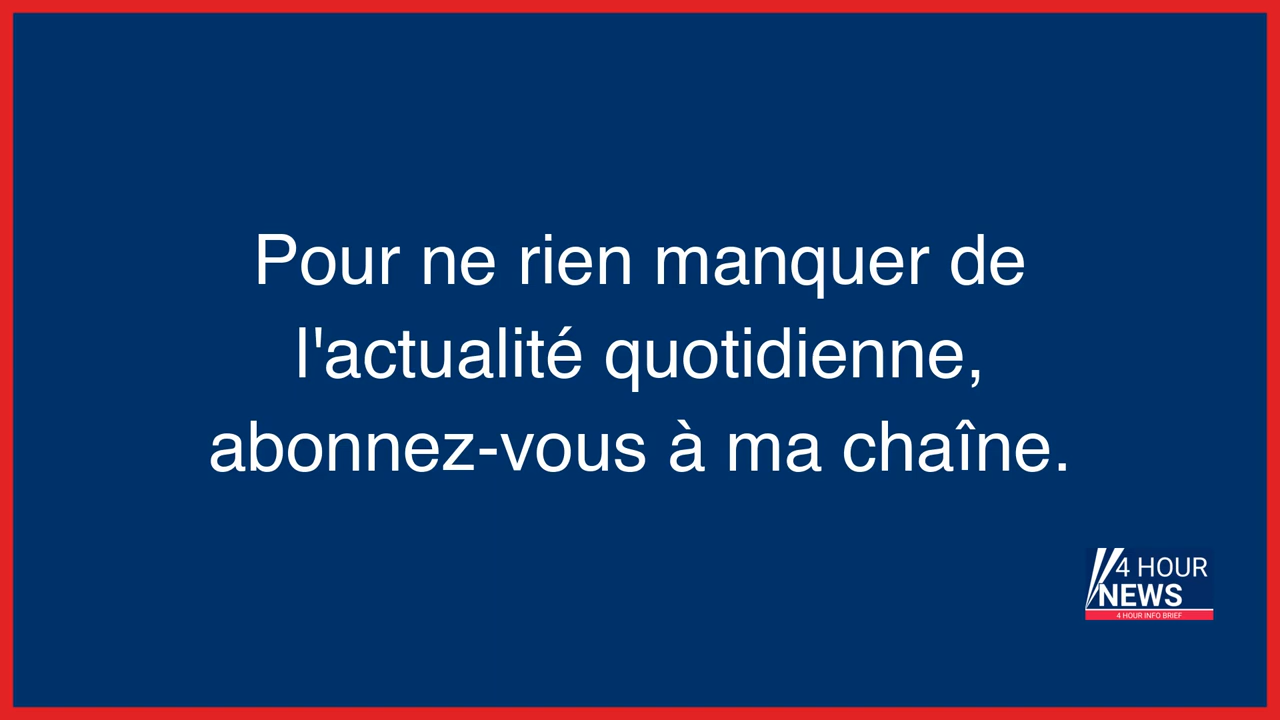 Pour ne rien manquer de
l'actualité quotidienne,
abonnez-vous à ma chaîne.
4 HOUR
NEWS
4 HOUR INFO BRIEF